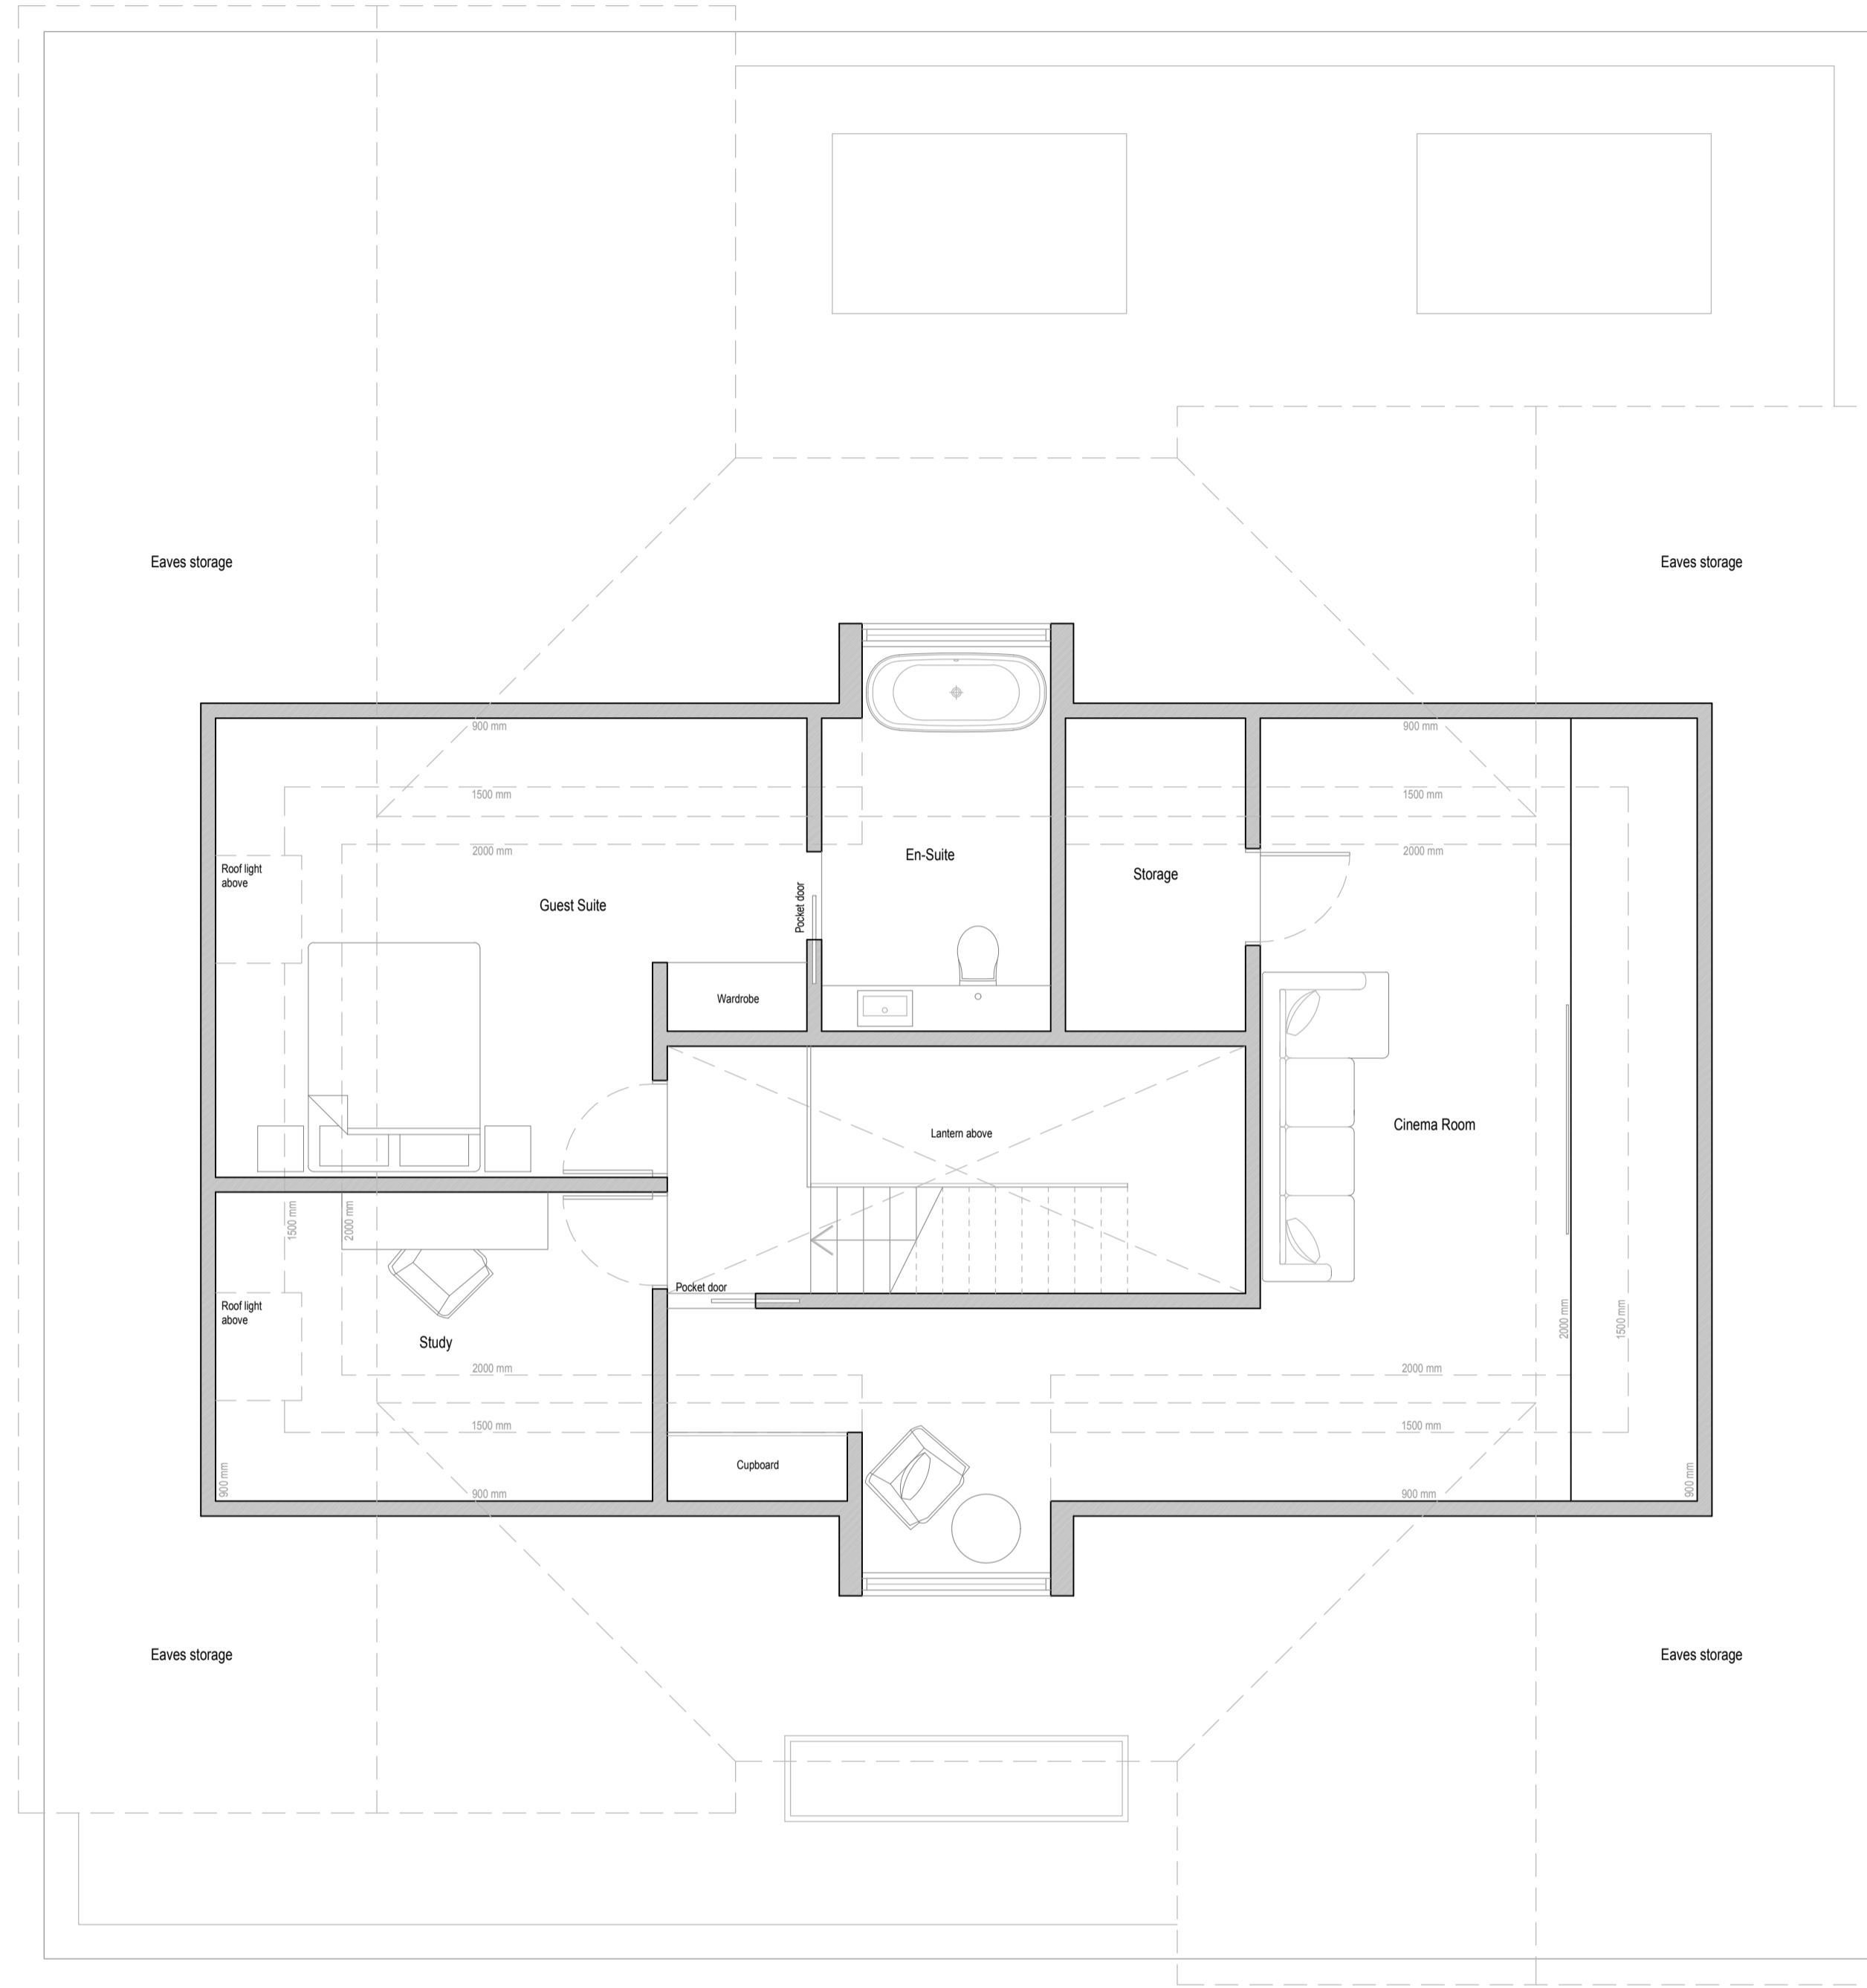 Eaves storage
Eaves storage
900 mm
900 mm
1500 mm
1500 mm
2000 mm
2000 mm
Roof light
above
Guest Suite
Pocket door
En-Suite
Storage
Wardrobe
Cinema Room
Lantern above
1500 mm
2000 mm
Pocket door
Roof light
above
Study
2000 mm
1500 mm
2000 mm
2000 mm
1500 mm
1500 mm
Cupboard
900 mm
900 mm
900 mm
900 mm
Eaves storage
Eaves storage